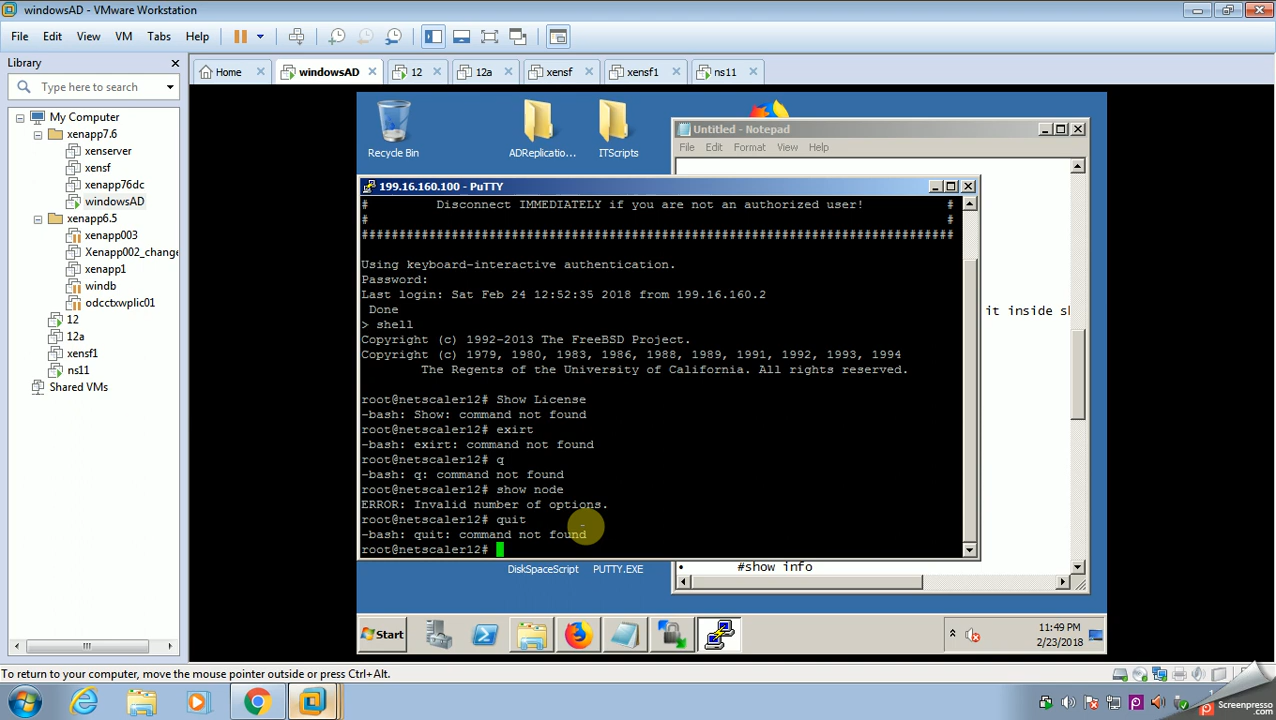 windowsAD - VMware Workstation
File Edit View VM Tabs Help
Library
Type here to search
My Computer
xenapp7.6
xenserver
xensf
xenapp76dc
windowsAD
xenapp6.5
xenapp003
Xenapp002_change
xenapp1
windb
odcctxwplic01
12
12a
xensf1
ns11
Shared VMs
Home windowsAD 12 12a xensf xensf1 ns11
Recycle Bin
ADReplicatio...
ITScripts
Untitled - Notepad
File Edit Format View Help
it inside sh
• #show info
199.16.160.100 - PuTTY
# Disconnect IMMEDIATELY if you are not an authorized user! #
# #
###############################################################################
Using keyboard-interactive authentication.
Password:
Last login: Sat Feb 24 12:52:35 2018 from 199.16.160.2
Done
> shell
Copyright (c) 1992-2013 The FreeBSD Project.
Copyright (c) 1979, 1980, 1983, 1986, 1988, 1989, 1991, 1992, 1993, 1994
The Regents of the University of California. All rights reserved.
root@netscaler12# Show License
-bash: Show: command not found
root@netscaler12# exirt
-bash: exirt: command not found
root@netscaler12# q
-bash: q: command not found
root@netscaler12# show node
ERROR: Invalid number of options.
root@netscaler12# quit
-bash: quit: command not found
root@netscaler12#
DiskSpaceScript PUTTY.EXE
Start
11:49 PM
2/23/2018
To return to your computer, move the mouse pointer outside or press Ctrl+Alt.
Screenpresso
.com